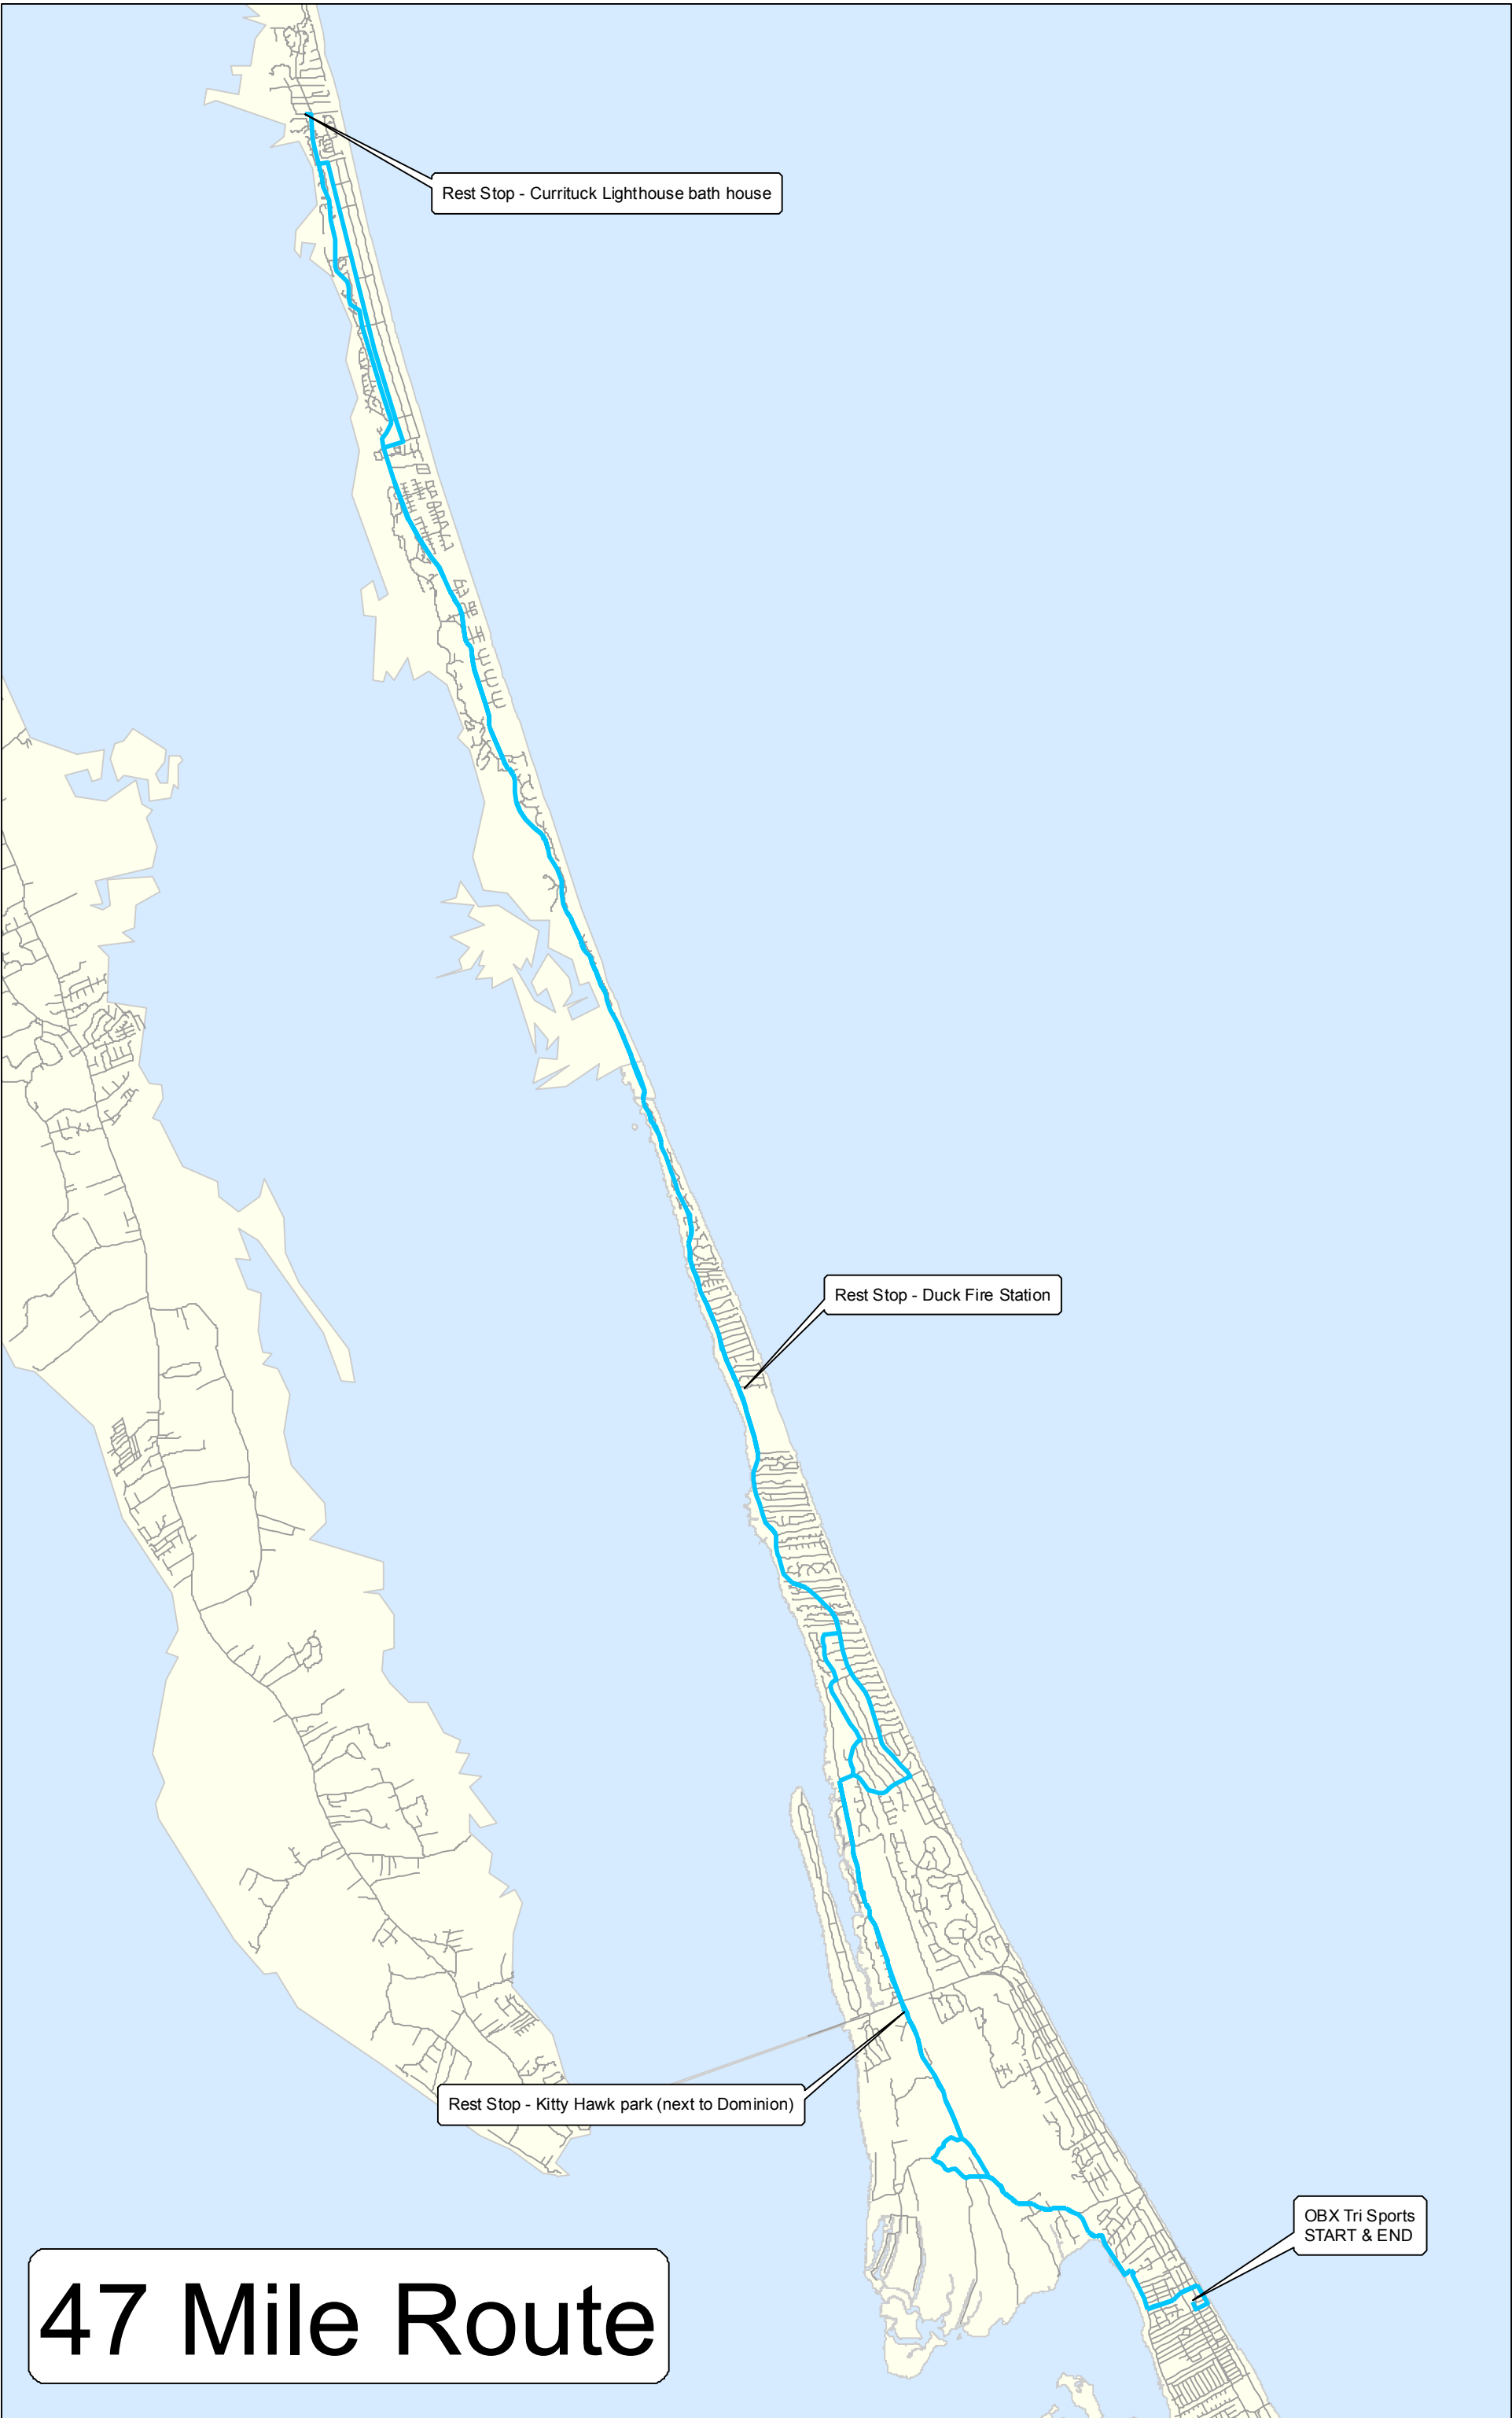 Rest Stop - Currituck Lighthouse bath house
Rest Stop - Duck Fire Station
Rest Stop - Kitty Hawk park (next to Dominion)
OBX Tri Sports
START & END
47 Mile Route